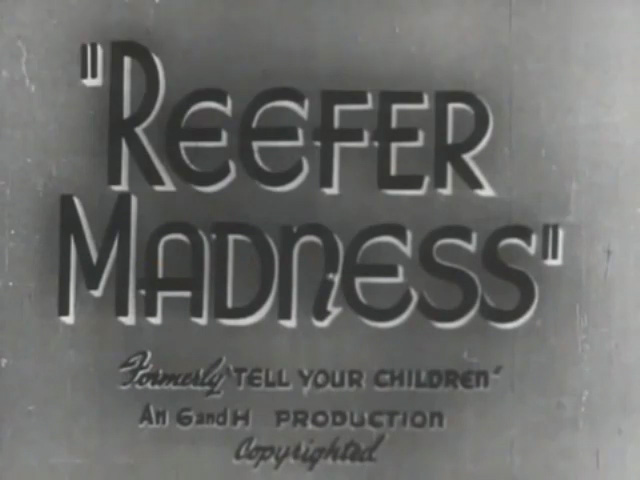 "REEFER
MADNESS"
Formerly "TELL YOUR CHILDREN"
An G and H PRODUCTION
Copyrighted